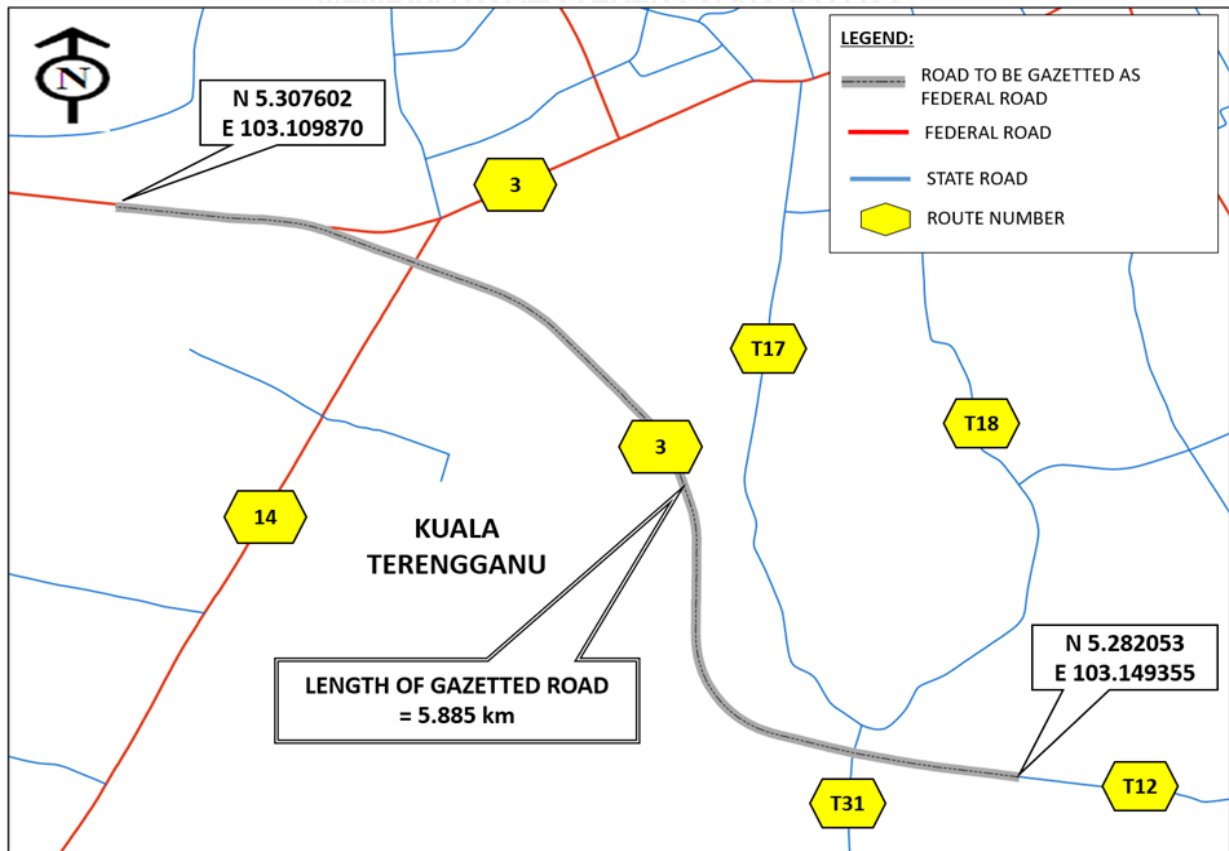 N
N 5.307602
E 103.109870
LEGEND:
ROAD TO BE GAZETTED AS
FEDERAL ROAD
FEDERAL ROAD
STATE ROAD
ROUTE NUMBER
3
T17
T18
3
14
KUALA
TERENGGANU
LENGTH OF GAZETTED ROAD
= 5.885 km
N 5.282053
E 103.149355
T31
T12